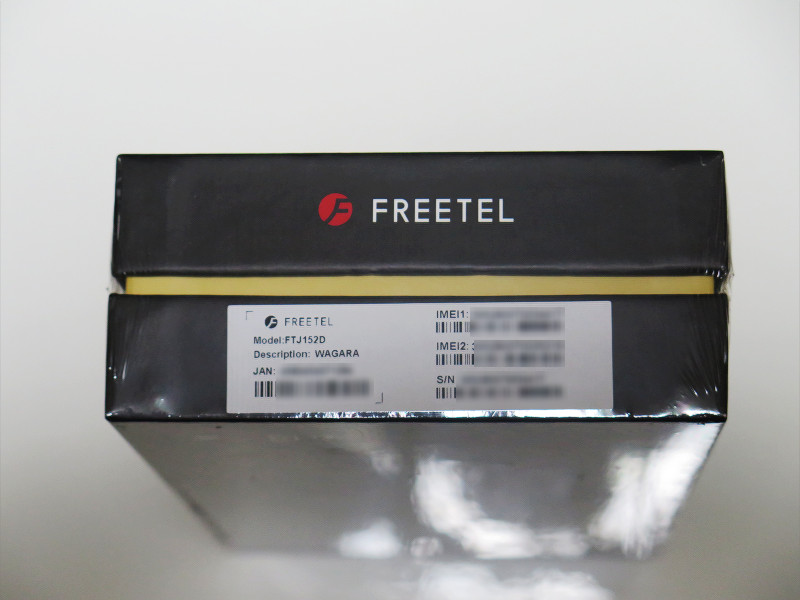 FREETEL
FREETEL
Model:FTJ152D
Description: WAGARA
JAN:
IMEI1:
IMEI2:
S/N